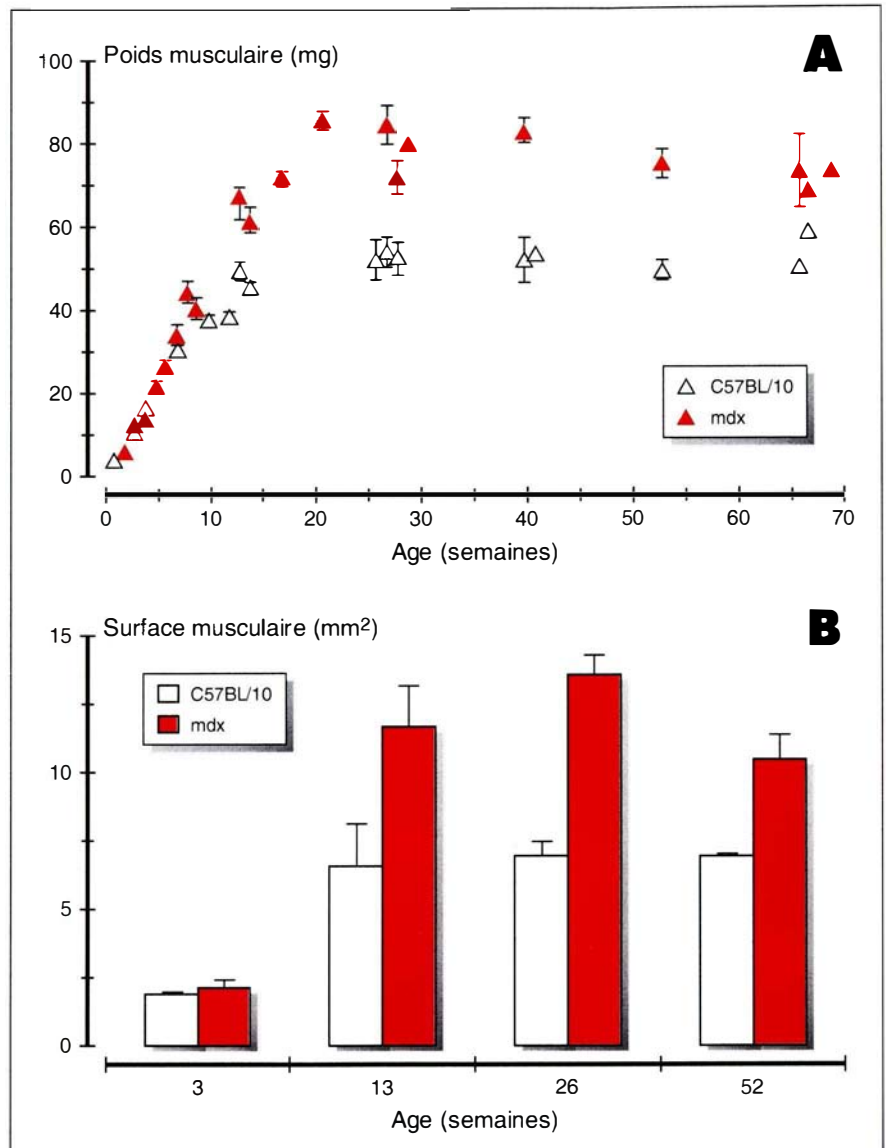 A
Poids musculaire (mg)
100
80
60
40
20
0
C57BL/10
mdx
0 10 20 30 40 50 60 70
Age (semaines)
B
Surface musculaire (mm²)
15
10
5
0
C57BL/10
mdx
3 13 26 52
Age (semaines)